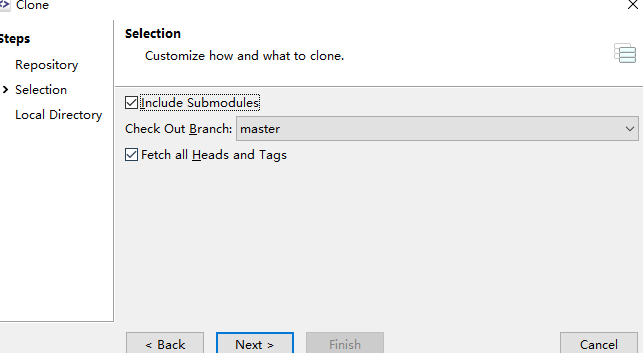 Clone
Steps
Repository
Selection
Local Directory
Selection
Customize how and what to clone.
Include Submodules
Check Out Branch: master
Fetch all Heads and Tags
< Back Next > Finish Cancel